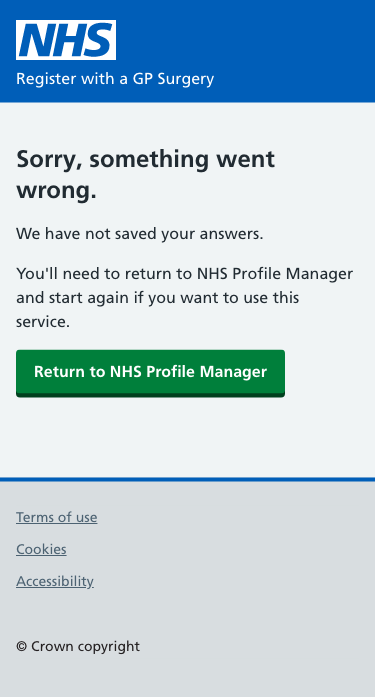 NHS
Register with a GP Surgery
Sorry, something went
wrong.
We have not saved your answers.
You'll need to return to NHS Profile Manager
and start again if you want to use this
service.
Return to NHS Profile Manager
Terms of use
Cookies
Accessibility
© Crown copyright